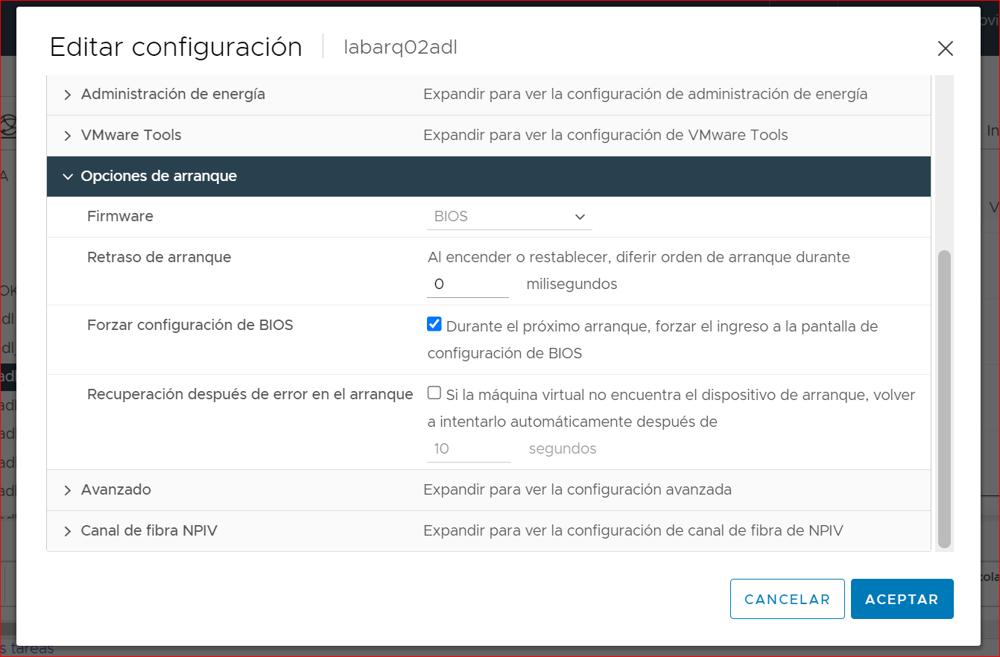 Editar configuración
labarq02adl
Administración de energía
Expandir para ver la configuración de administración de energía
VMware Tools
Expandir para ver la configuración de VMware Tools
Opciones de arranque
Firmware
BIOS
Retraso de arranque
Al encender o restablecer, diferir orden de arranque durante
0
milisegundos
Forzar configuración de BIOS
Durante el próximo arranque, forzar el ingreso a la pantalla de
configuración de BIOS
Recuperación después de error en el arranque
Si la máquina virtual no encuentra el dispositivo de arranque, volver
a intentarlo automáticamente después de
10
segundos
Avanzado
Expandir para ver la configuración avanzada
Canal de fibra NPIV
Expandir para ver la configuración de canal de fibra de NPIV
CANCELAR
ACEPTAR
tareas